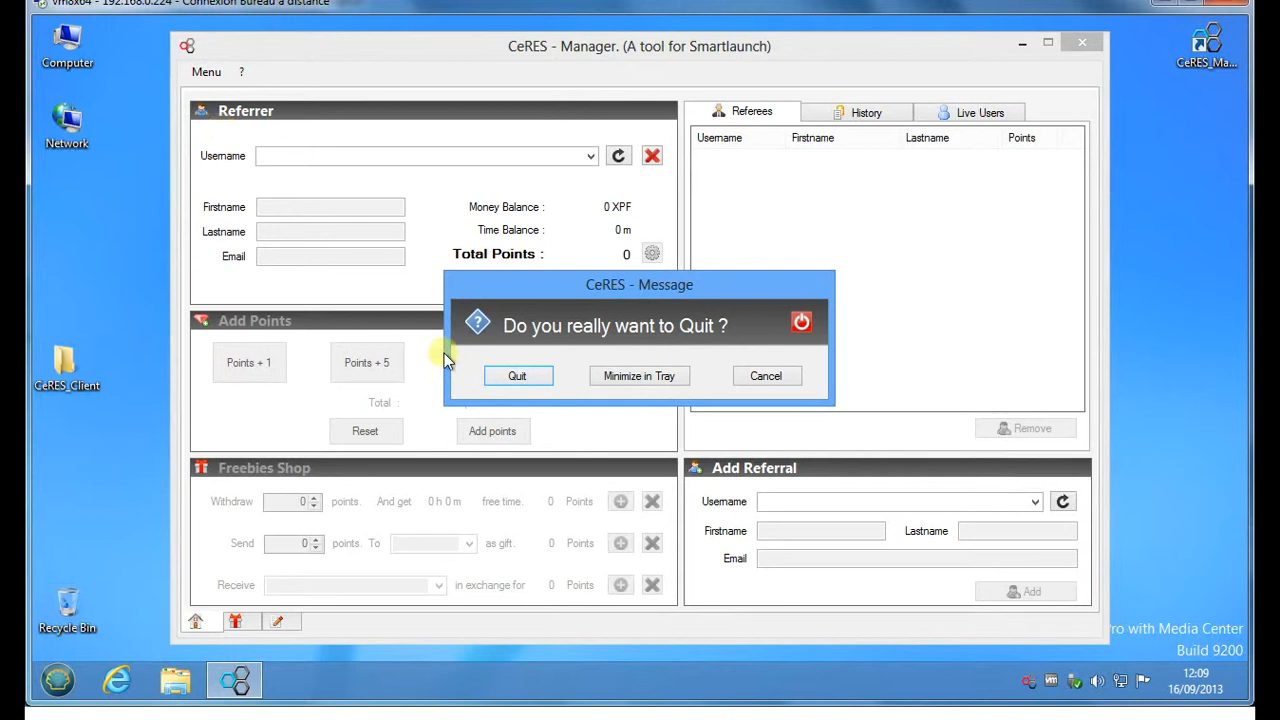 vm8x64 - 192.168.0.224 - Connexion Bureau à distance
Computer
CeRES - Manager. (A tool for Smartlaunch)
CeRES_Ma...
Menu ?
Referrer
Referees
History
Live Users
Network
Username
Username Firstname Lastname Points
Firstname
Money Balance : 0 XPF
Lastname
Time Balance : 0 m
Email
Total Points : 0
CeRES - Message
Do you really want to Quit ?
Quit
Minimize in Tray
Cancel
Add Points
Points + 1
Points + 5
CeRES_Client
Total :
Reset
Add points
Remove
Freebies Shop
Add Referral
Withdraw 0 points. And get 0 h 0 m free time. 0 Points
Username
Firstname Lastname
Send 0 points. To as gift. 0 Points
Email
Receive in exchange for 0 Points
Add
Recycle Bin
Pro with Media Center
Build 9200
12:09
16/09/2013